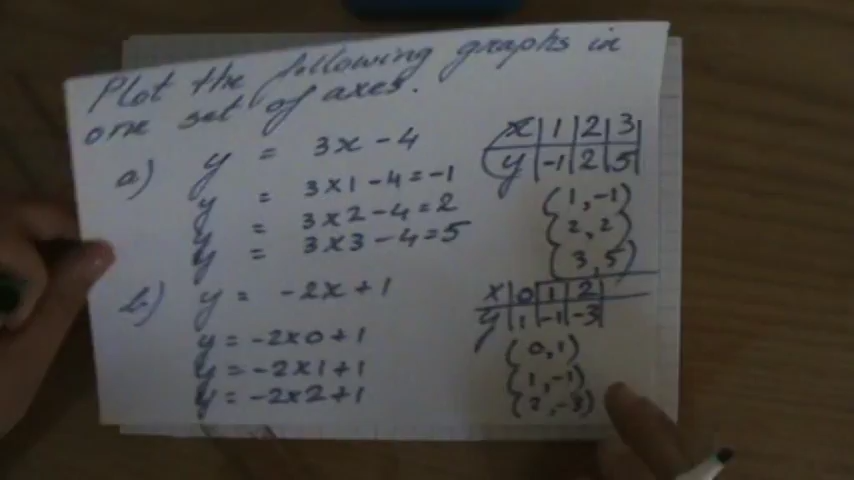 Plot the following graphs in
one set of axes.
a) y = 3x - 4
y = 3x1 - 4 = -1
y = 3x2 - 4 = 2
y = 3x3 - 4 = 5
x | 1 | 2 | 3
y | -1 | 2 | 5
(1, -1)
(2, 2)
(3, 5)
b) y = -2x + 1
y = -2x0 + 1
y = -2x1 + 1
y = -2x2 + 1
x | 0 | 1 | 2
y | 1 | -1 | -3
(0, 1)
(1, -1)
(2, -3)